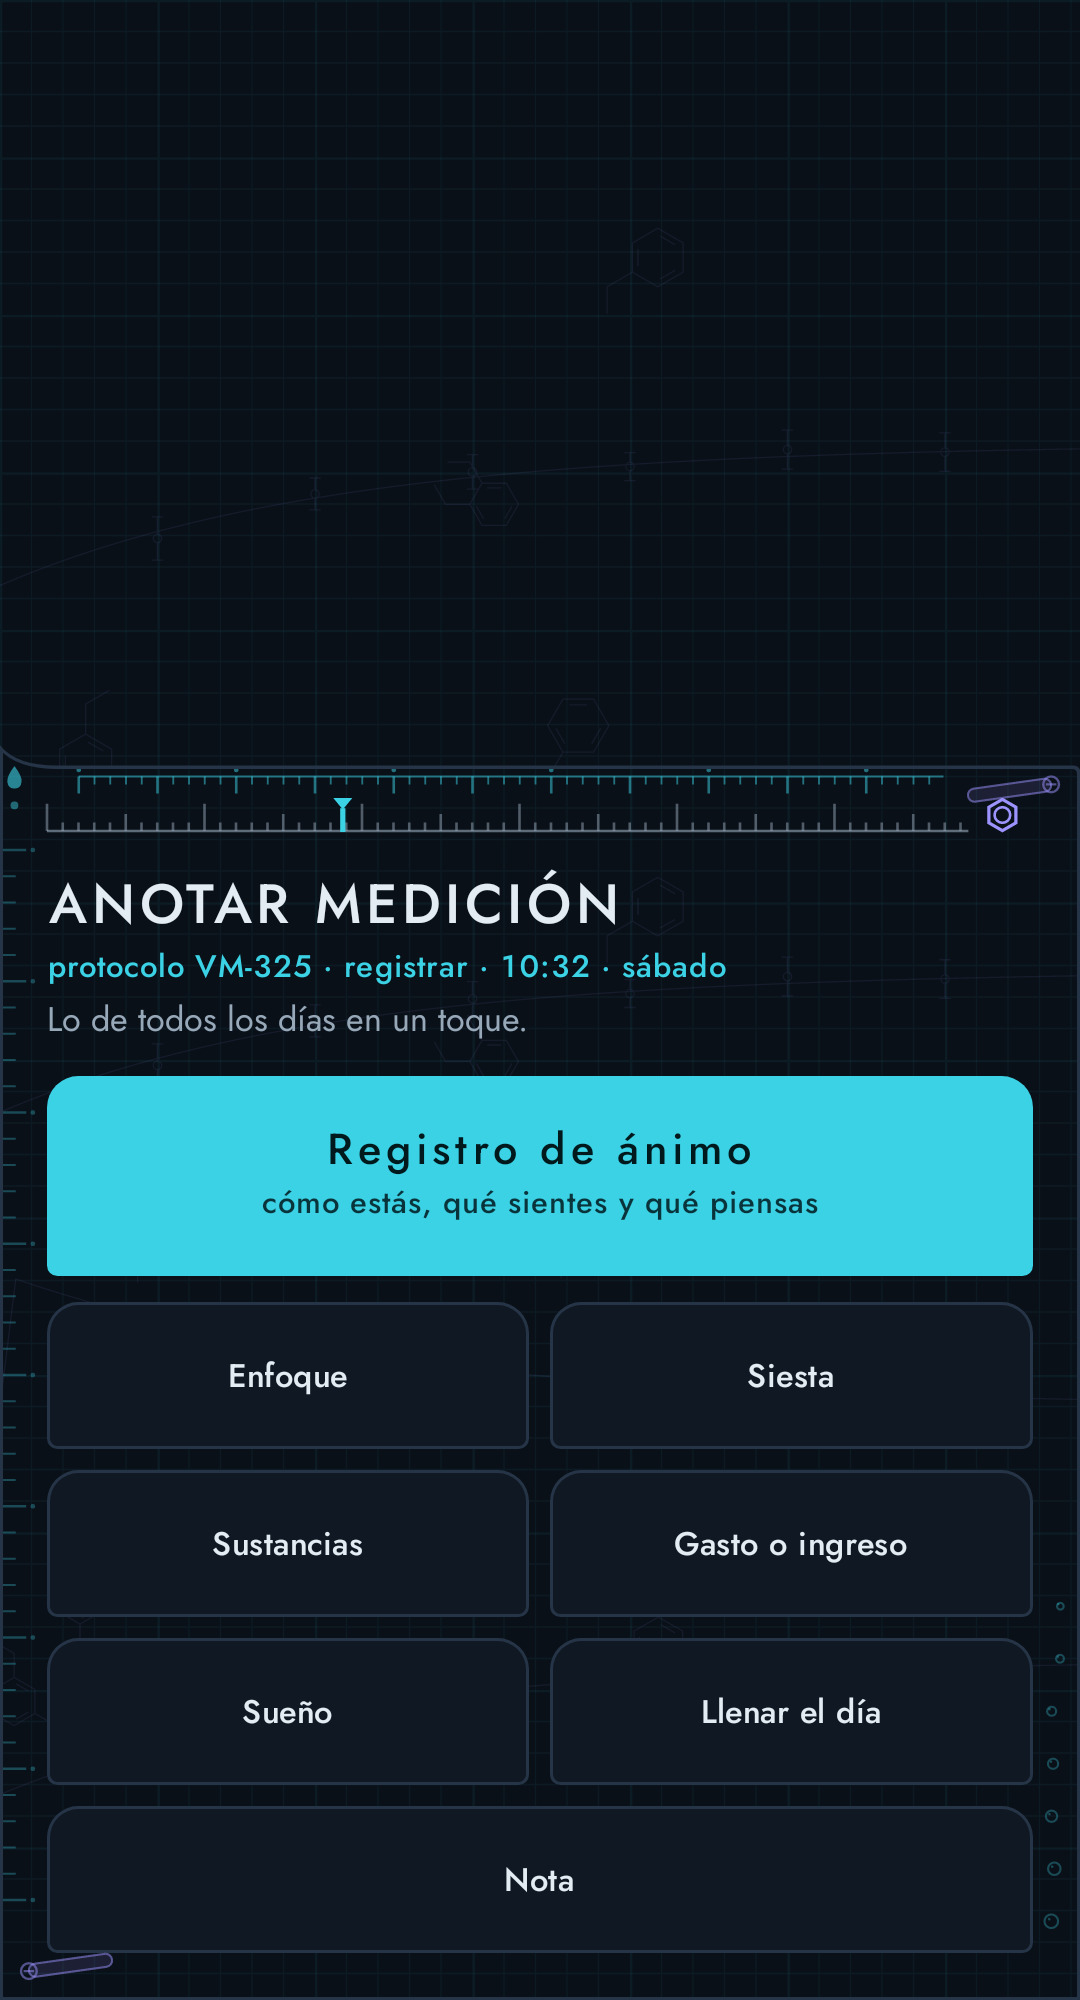 ANOTAR MEDICIÓN
protocolo VM-325 · registrar · 10:32 · sábado
Lo de todos los días en un toque.
Registro de ánimo
cómo estás, qué sientes y qué piensas
Enfoque
Siesta
Sustancias
Gasto o ingreso
Sueño
Llenar el día
Nota